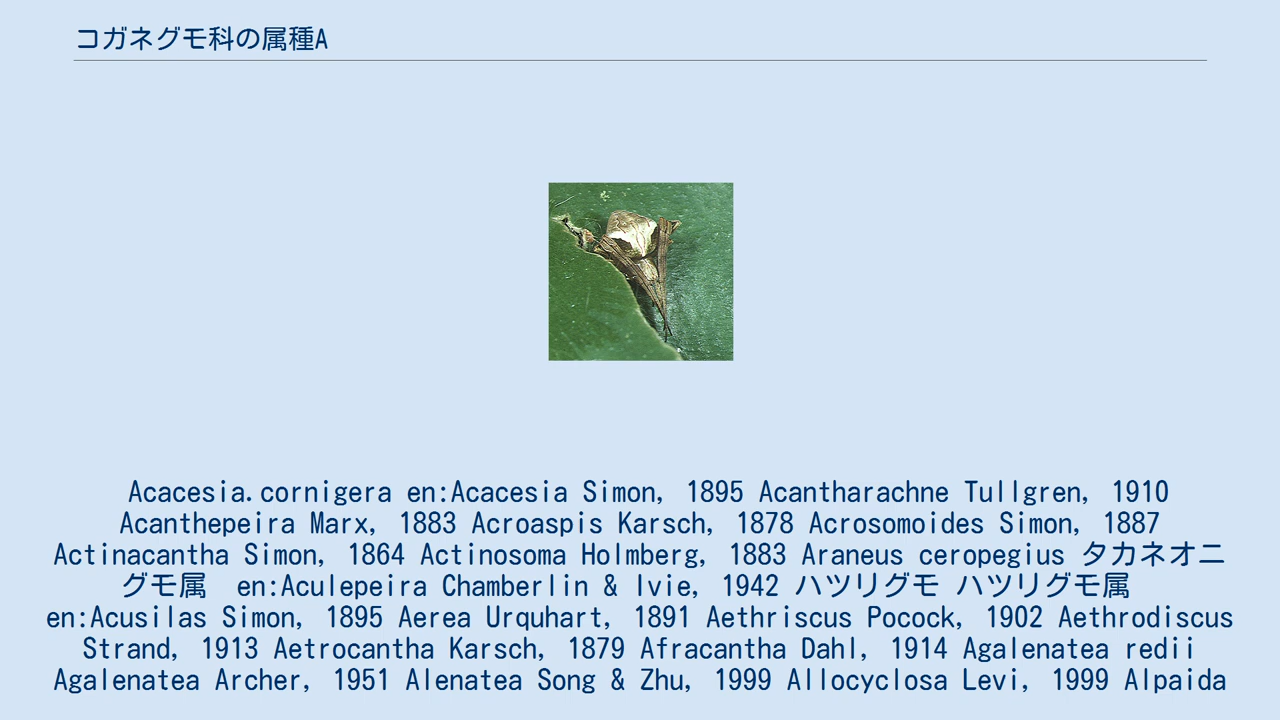 コガネグモ科の属種A
Acacesia.cornigera en:Acacesia Simon, 1895 Acantharachne Tullgren, 1910
Acanthepeira Marx, 1883 Acroaspis Karsch, 1878 Acrosomoides Simon, 1887
Actinacantha Simon, 1864 Actinosoma Holmberg, 1883 Araneus ceropegius タカネオニ
グモ属　en:Aculepeira Chamberlin & Ivie, 1942 ハツリグモ ハツリグモ属
en:Acusilas Simon, 1895 Aerea Urquhart, 1891 Aethriscus Pocock, 1902 Aethrodiscus
Strand, 1913 Aetrocantha Karsch, 1879 Afracantha Dahl, 1914 Agalenatea redii
Agalenatea Archer, 1951 Alenatea Song & Zhu, 1999 Allocyclosa Levi, 1999 Alpaida